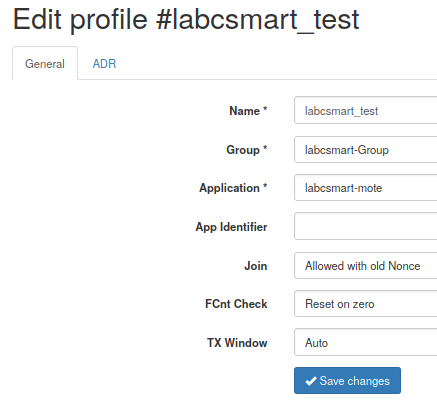 Edit profile #labcsmart_test
General ADR
Name * labcsmart_test
Group * labcsmart-Group
Application * labcsmart-mote
App Identifier
Join Allowed with old Nonce
FCnt Check Reset on zero
TX Window Auto
Save changes